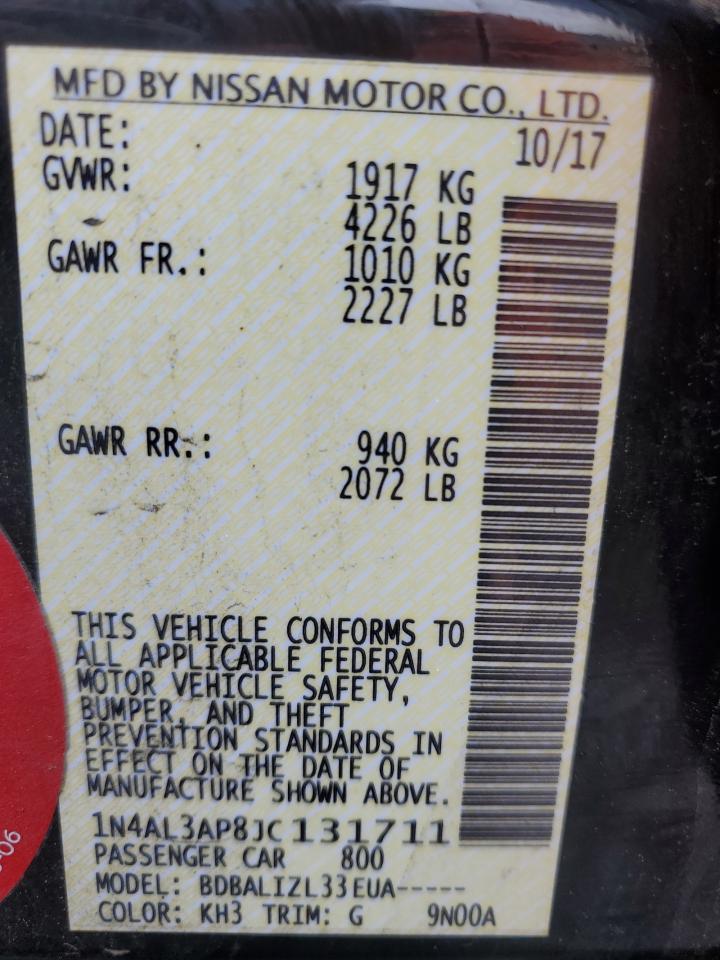 MFD BY NISSAN MOTOR CO., LTD.
DATE: 10/17
GVWR: 1917 KG
4226 LB
GAWR FR.: 1010 KG
2227 LB
GAWR RR.: 940 KG
2072 LB
THIS VEHICLE CONFORMS TO
ALL APPLICABLE FEDERAL
MOTOR VEHICLE SAFETY,
BUMPER, AND THEFT
PREVENTION STANDARDS IN
EFFECT ON THE DATE OF
MANUFACTURE SHOWN ABOVE.
1N4AL3AP8JC131711
PASSENGER CAR 800
MODEL: BDBALIZL33EUA-----
COLOR: KH3 TRIM: G 9N00A